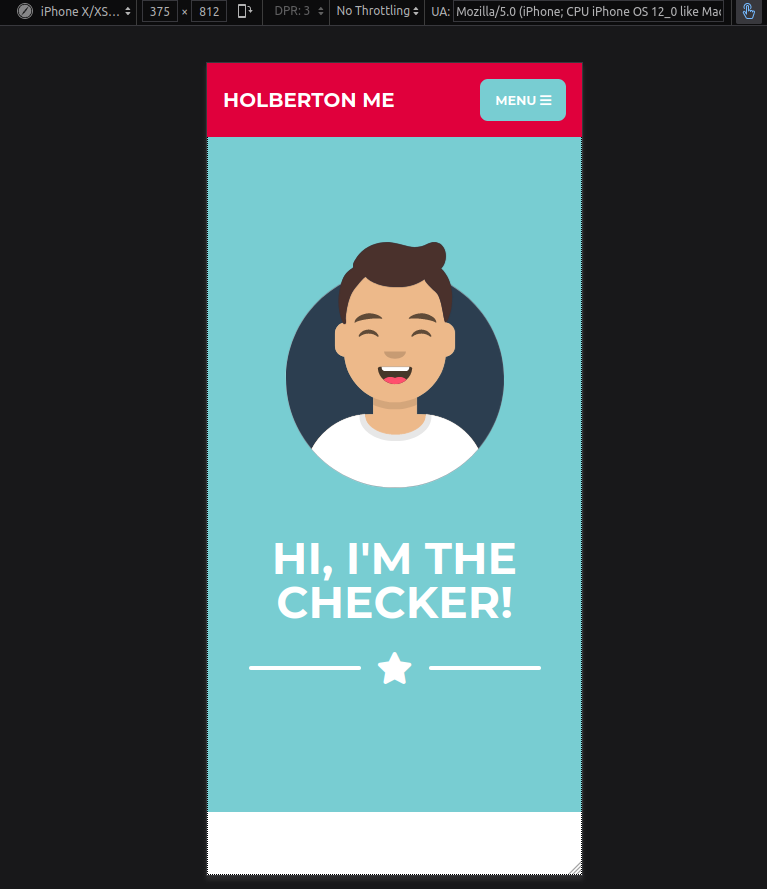 iPhone X/XS... 375 × 812 DPR: 3 No Throttling UA: Mozilla/5.0 (iPhone; CPU iPhone OS 12_0 like Mac
HOLBERTON ME
MENU
HI, I'M THE
CHECKER!